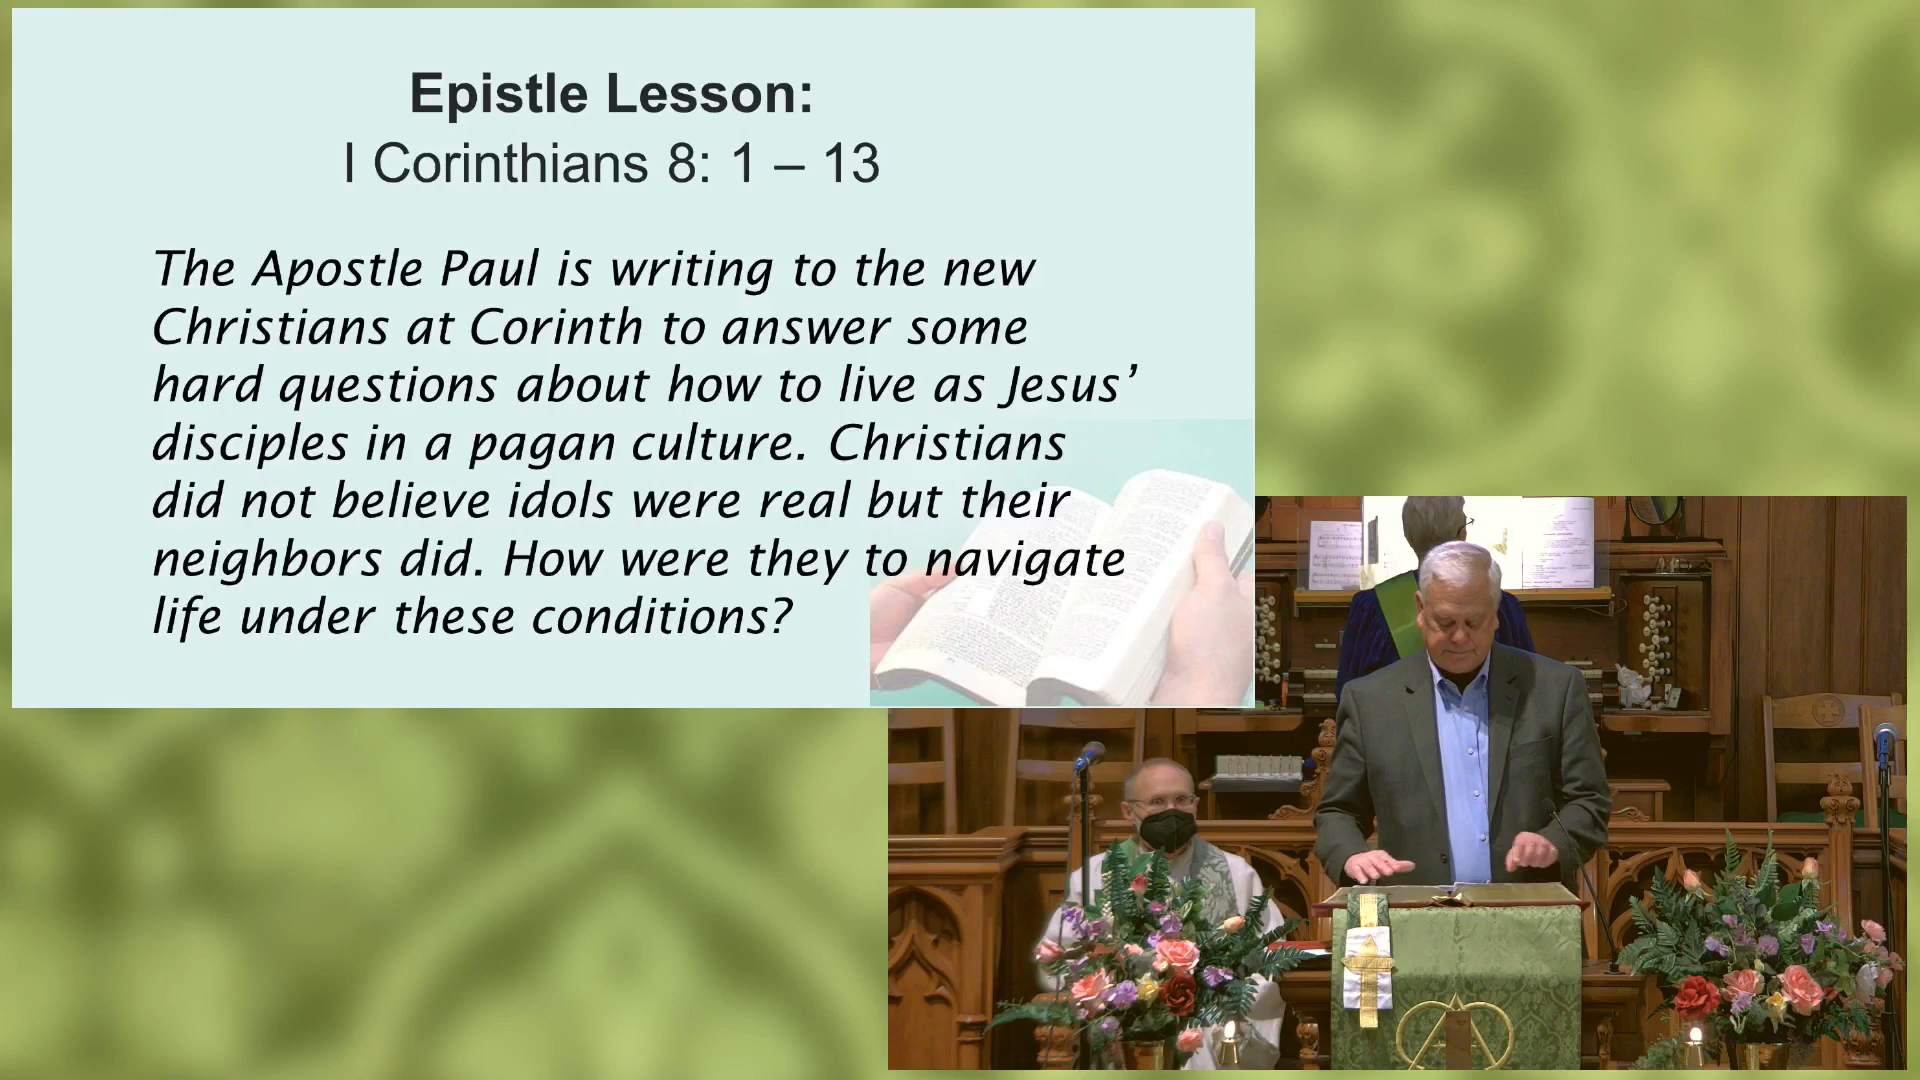 Epistle Lesson:
I Corinthians 8: 1 – 13
The Apostle Paul is writing to the new
Christians at Corinth to answer some
hard questions about how to live as Jesus’
disciples in a pagan culture. Christians
did not believe idols were real but their
neighbors did. How were they to navigate
life under these conditions?